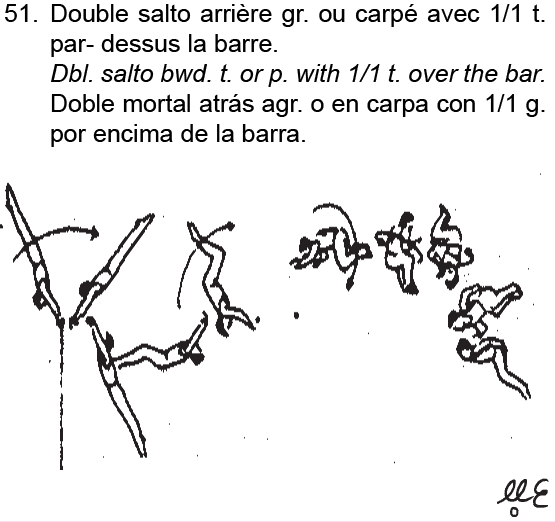 51. Double salto arrière gr. ou carpé avec 1/1 t.
par- dessus la barre.
Dbl. salto bwd. t. or p. with 1/1 t. over the bar.
Doble mortal atrás agr. o en carpa con 1/1 g.
por encima de la barra.